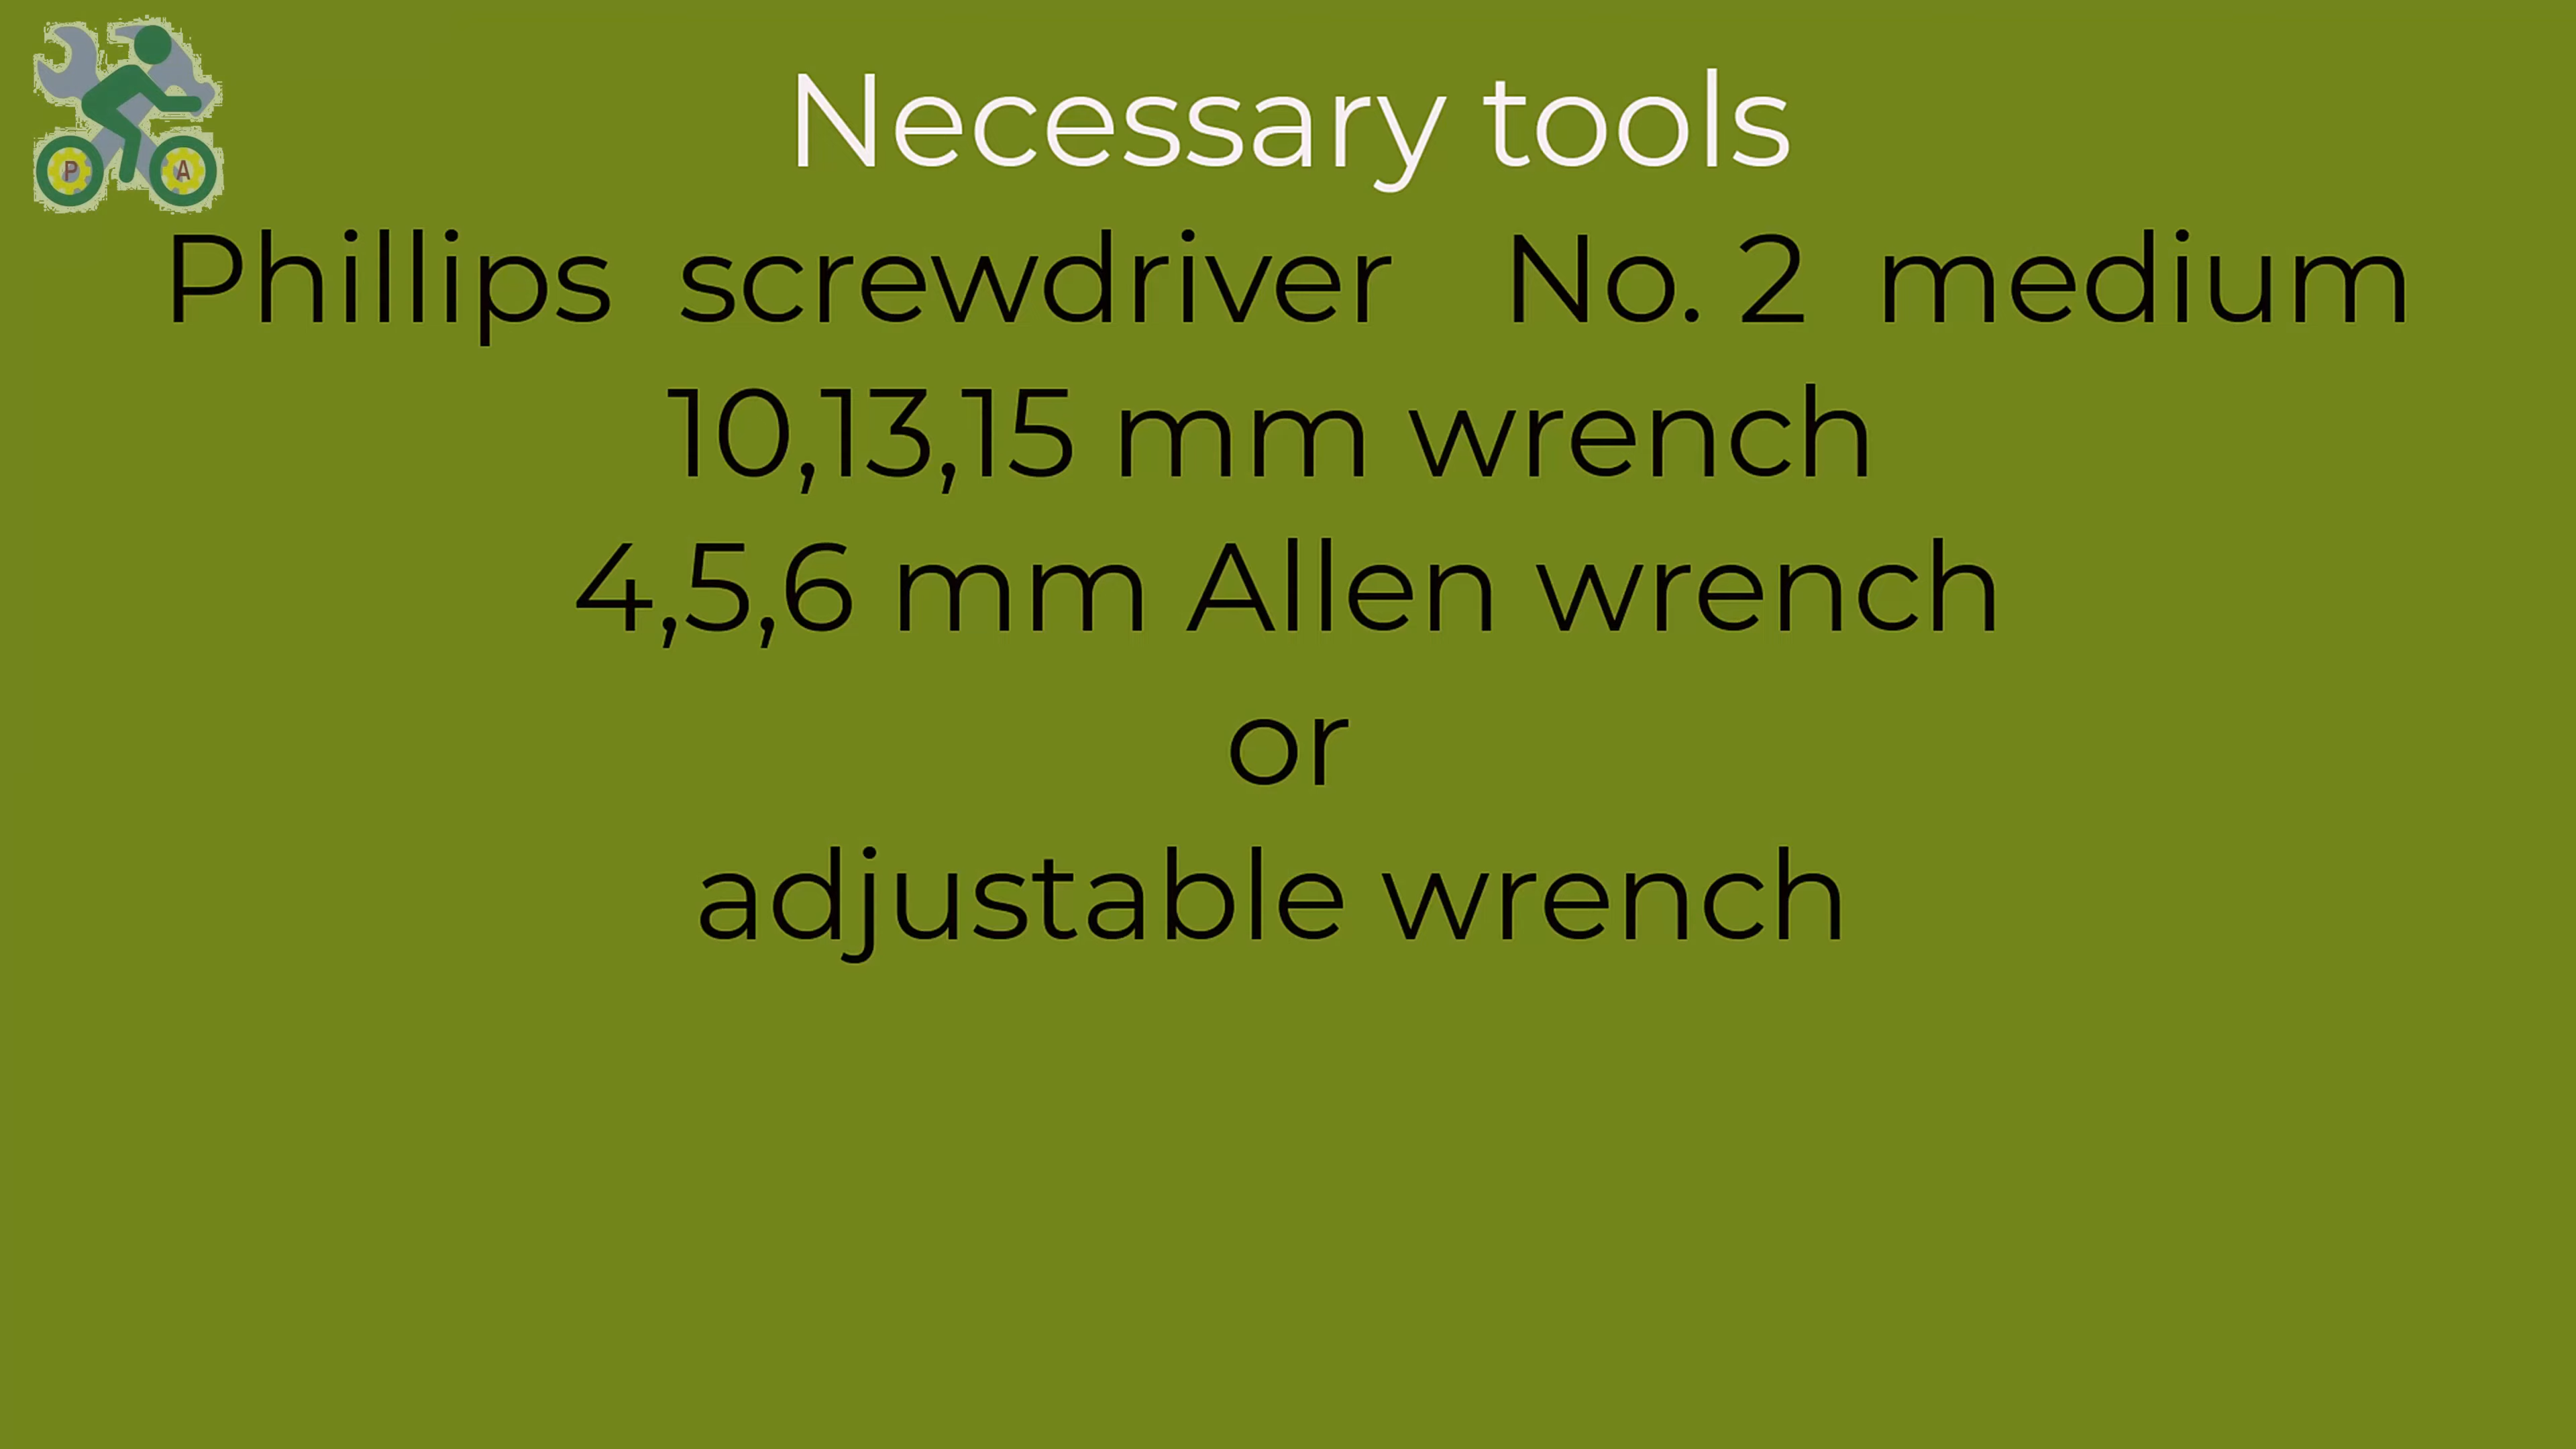 Necessary tools
Phillips screwdriver No. 2 medium
10,13,15 mm wrench
4,5,6 mm Allen wrench
or
adjustable wrench
P A